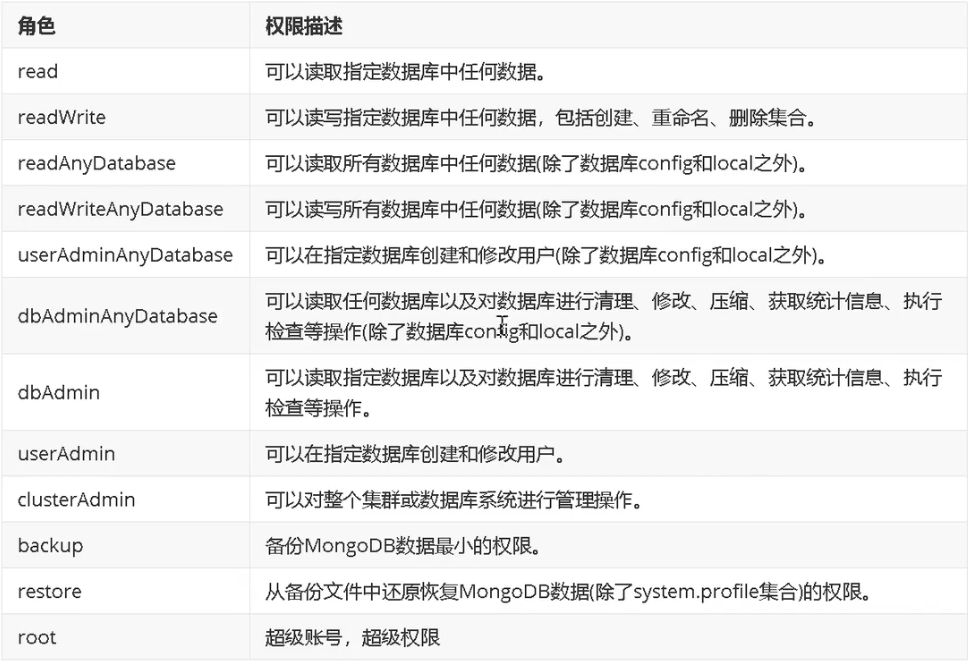 角色 权限描述
read 可以读取指定数据库中任何数据。
readWrite 可以读写指定数据库中任何数据，包括创建、重命名、删除集合。
readAnyDatabase 可以读取所有数据库中任何数据(除了数据库config和local之外)。
readWriteAnyDatabase 可以读写所有数据库中任何数据(除了数据库config和local之外)。
userAdminAnyDatabase 可以在指定数据库创建和修改用户(除了数据库config和local之外)。
dbAdminAnyDatabase 可以读取任何数据库以及对数据库进行清理、修改、压缩、获取统计信息、执行
检查等操作(除了数据库config和local之外)。
dbAdmin 可以读取指定数据库以及对数据库进行清理、修改、压缩、获取统计信息、执行
检查等操作。
userAdmin 可以在指定数据库创建和修改用户。
clusterAdmin 可以对整个集群或数据库系统进行管理操作。
backup 备份MongoDB数据最小的权限。
restore 从备份文件中还原恢复MongoDB数据(除了system.profile集合)的权限。
root 超级账号，超级权限